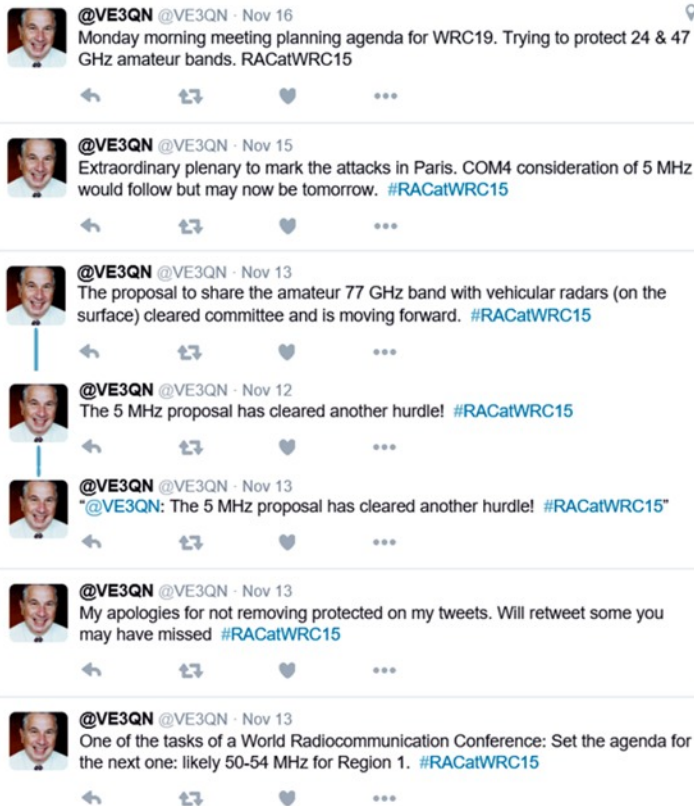 @VE3QN @VE3QN · Nov 16
Monday morning meeting planning agenda for WRC19. Trying to protect 24 & 47
GHz amateur bands. RACatWRC15
@VE3QN @VE3QN · Nov 15
Extraordinary plenary to mark the attacks in Paris. COM4 consideration of 5 MHz
would follow but may now be tomorrow. #RACatWRC15
@VE3QN @VE3QN · Nov 13
The proposal to share the amateur 77 GHz band with vehicular radars (on the
surface) cleared committee and is moving forward. #RACatWRC15
@VE3QN @VE3QN · Nov 12
The 5 MHz proposal has cleared another hurdle! #RACatWRC15
@VE3QN @VE3QN · Nov 13
“@VE3QN: The 5 MHz proposal has cleared another hurdle! #RACatWRC15”
@VE3QN @VE3QN · Nov 13
My apologies for not removing protected on my tweets. Will retweet some you
may have missed #RACatWRC15
@VE3QN @VE3QN · Nov 13
One of the tasks of a World Radiocommunication Conference: Set the agenda for
the next one: likely 50-54 MHz for Region 1. #RACatWRC15